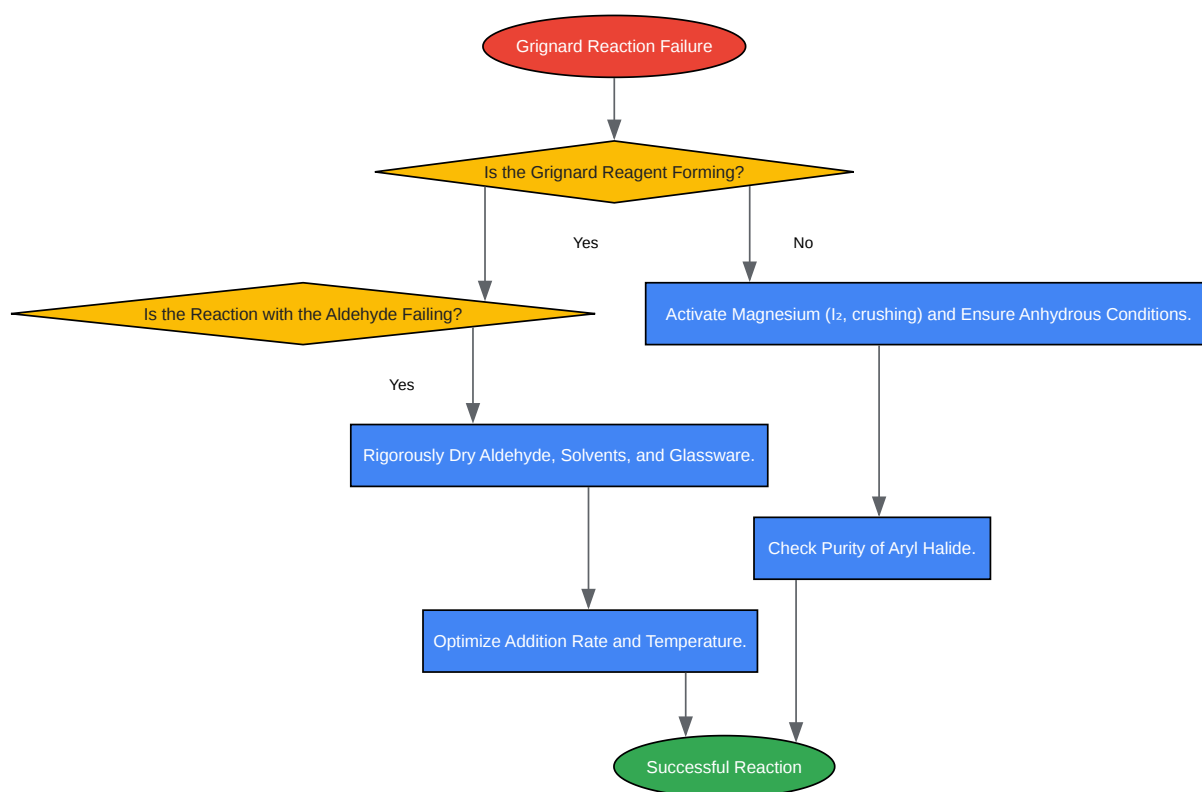 Grignard Reaction Failure
Is the Grignard Reagent Forming?
Yes
No
Is the Reaction with the Aldehyde Failing?
Activate Magnesium (I₂, crushing) and Ensure Anhydrous Conditions.
Yes
Rigorously Dry Aldehyde, Solvents, and Glassware.
Check Purity of Aryl Halide.
Optimize Addition Rate and Temperature.
Successful Reaction